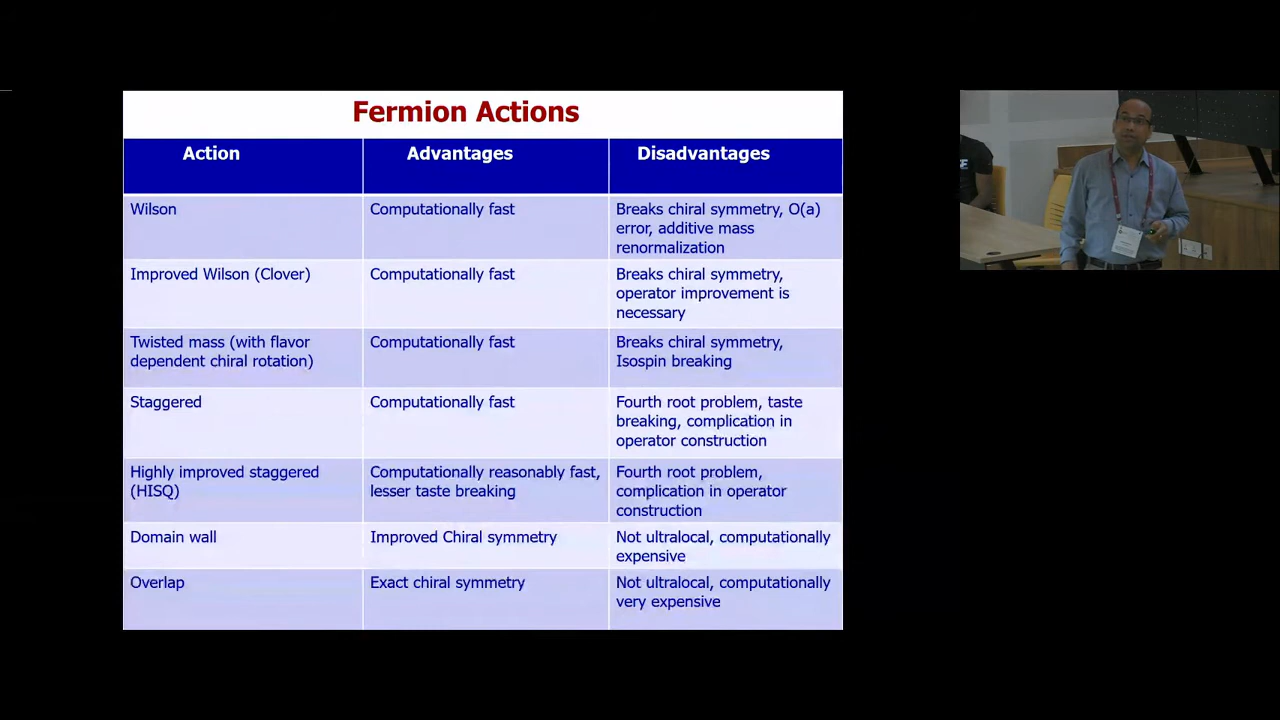 Fermion Actions
Action Advantages Disadvantages
Wilson
Computationally fast
Breaks chiral symmetry, O(a)
error, additive mass
renormalization
Improved Wilson (Clover)
Computationally fast
Breaks chiral symmetry,
operator improvement is
necessary
Twisted mass (with flavor
dependent chiral rotation)
Computationally fast
Breaks chiral symmetry,
Isospin breaking
Staggered
Computationally fast
Fourth root problem, taste
breaking, complication in
operator construction
Highly improved staggered
(HISQ)
Computationally reasonably fast,
lesser taste breaking
Fourth root problem,
complication in operator
construction
Domain wall
Improved Chiral symmetry
Not ultralocal, computationally
expensive
Overlap
Exact chiral symmetry
Not ultralocal, computationally
very expensive